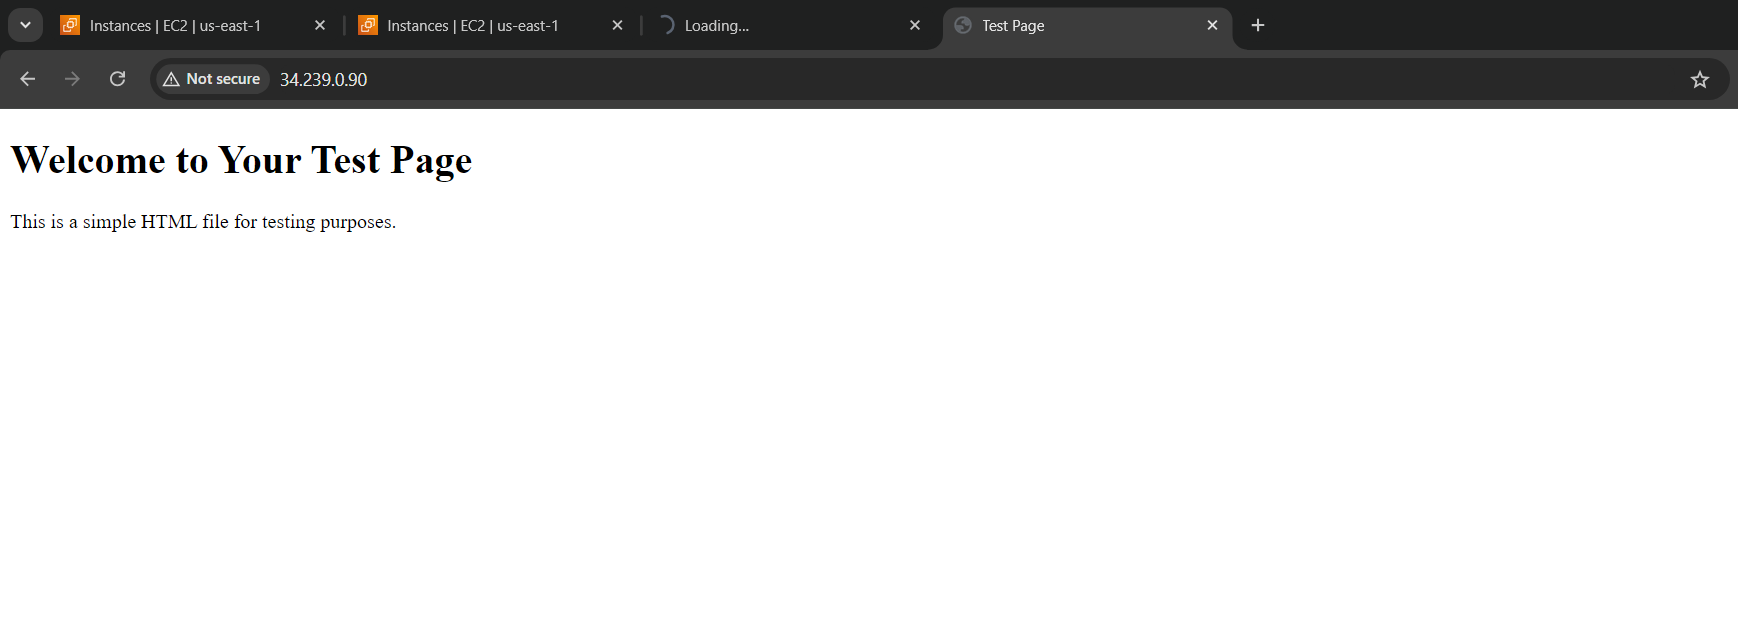 Instances | EC2 | us-east-1
Instances | EC2 | us-east-1
Loading...
Test Page
Not secure
34.239.0.90
Welcome to Your Test Page
This is a simple HTML file for testing purposes.